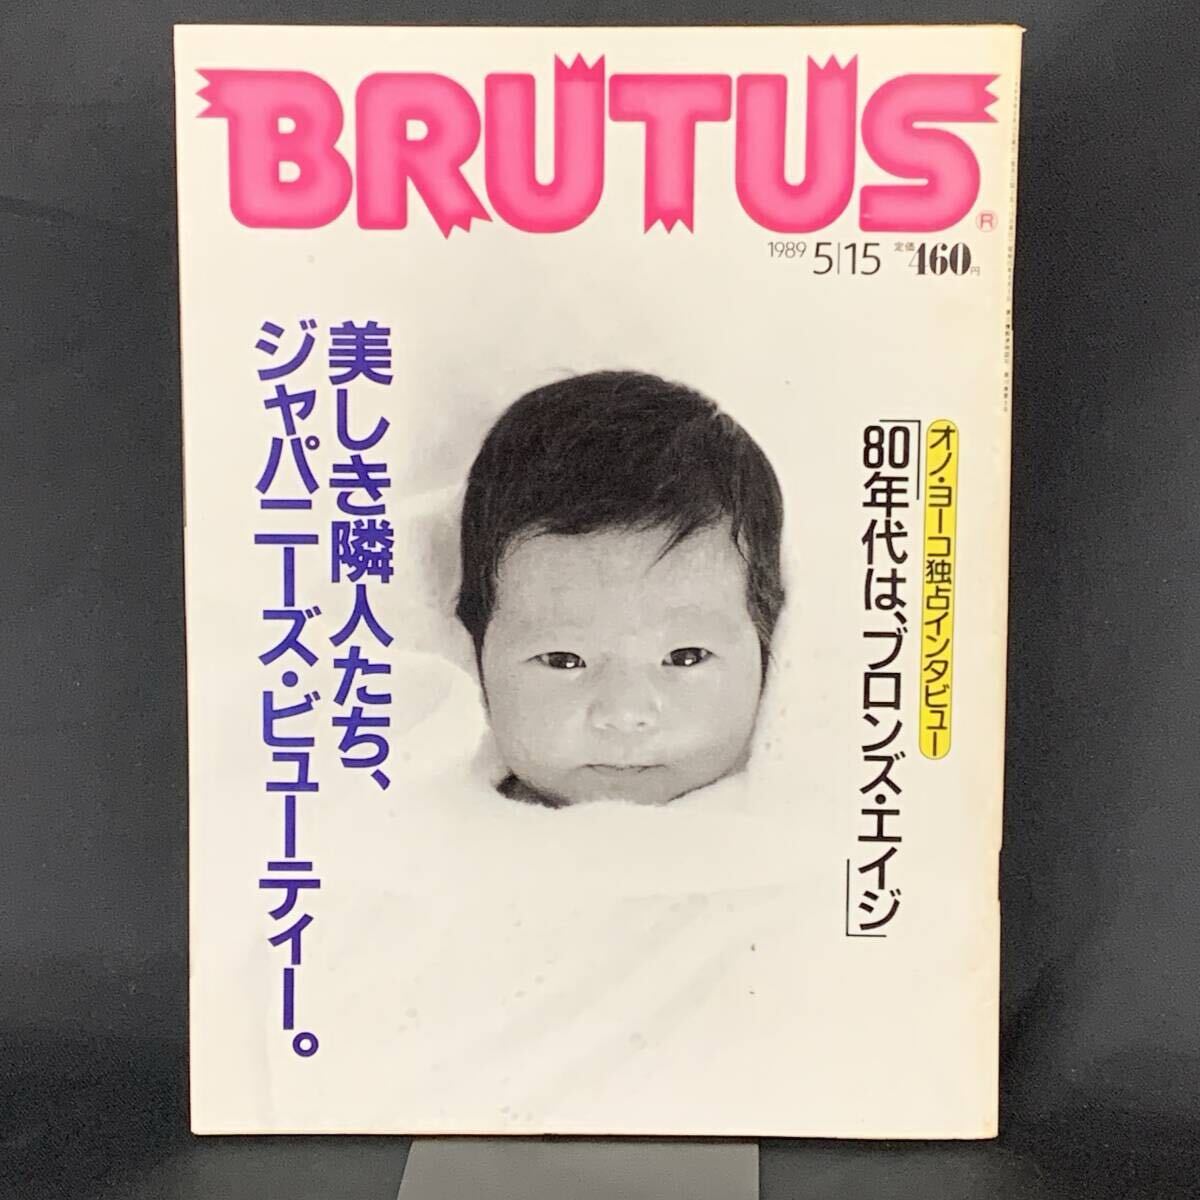 BRUTUS
R
1989 5|15 定価460円
オノ・ヨーコ独占インタビュー
「80年代は、ブロンズ・エイジ」
美しき隣人たち、
ジャパニーズ・ビューティー。